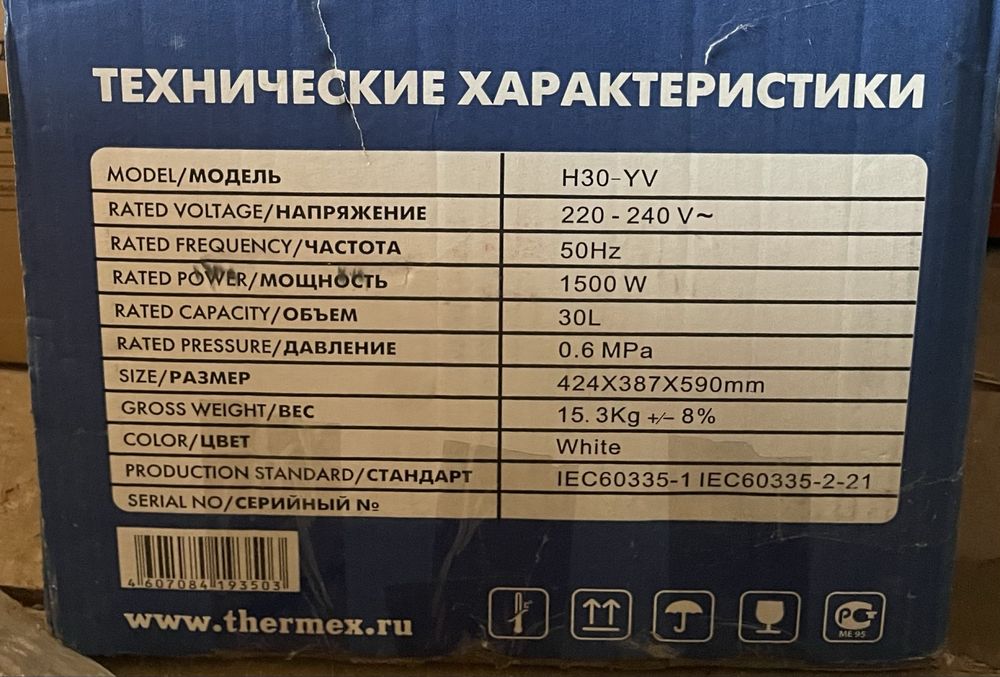 ТЕХНИЧЕСКИЕ ХАРАКТЕРИСТИКИ
MODEL/МОДЕЛЬ H30-YV
RATED VOLTAGE/НАПРЯЖЕНИЕ 220 - 240 V~
RATED FREQUENCY/ЧАСТОТА 50Hz
RATED POWER/МОЩНОСТЬ 1500 W
RATED CAPACITY/ОБЪЕМ 30L
RATED PRESSURE/ДАВЛЕНИЕ 0.6 MPa
SIZE/РАЗМЕР 424X387X590mm
GROSS WEIGHT/ВЕС 15.3Kg +/- 8%
COLOR/ЦВЕТ White
PRODUCTION STANDARD/СТАНДАРТ IEC60335-1 IEC60335-2-21
SERIAL NO/СЕРИЙНЫЙ №
4 607084 193503
www.thermex.ru
РС
МЕ 95